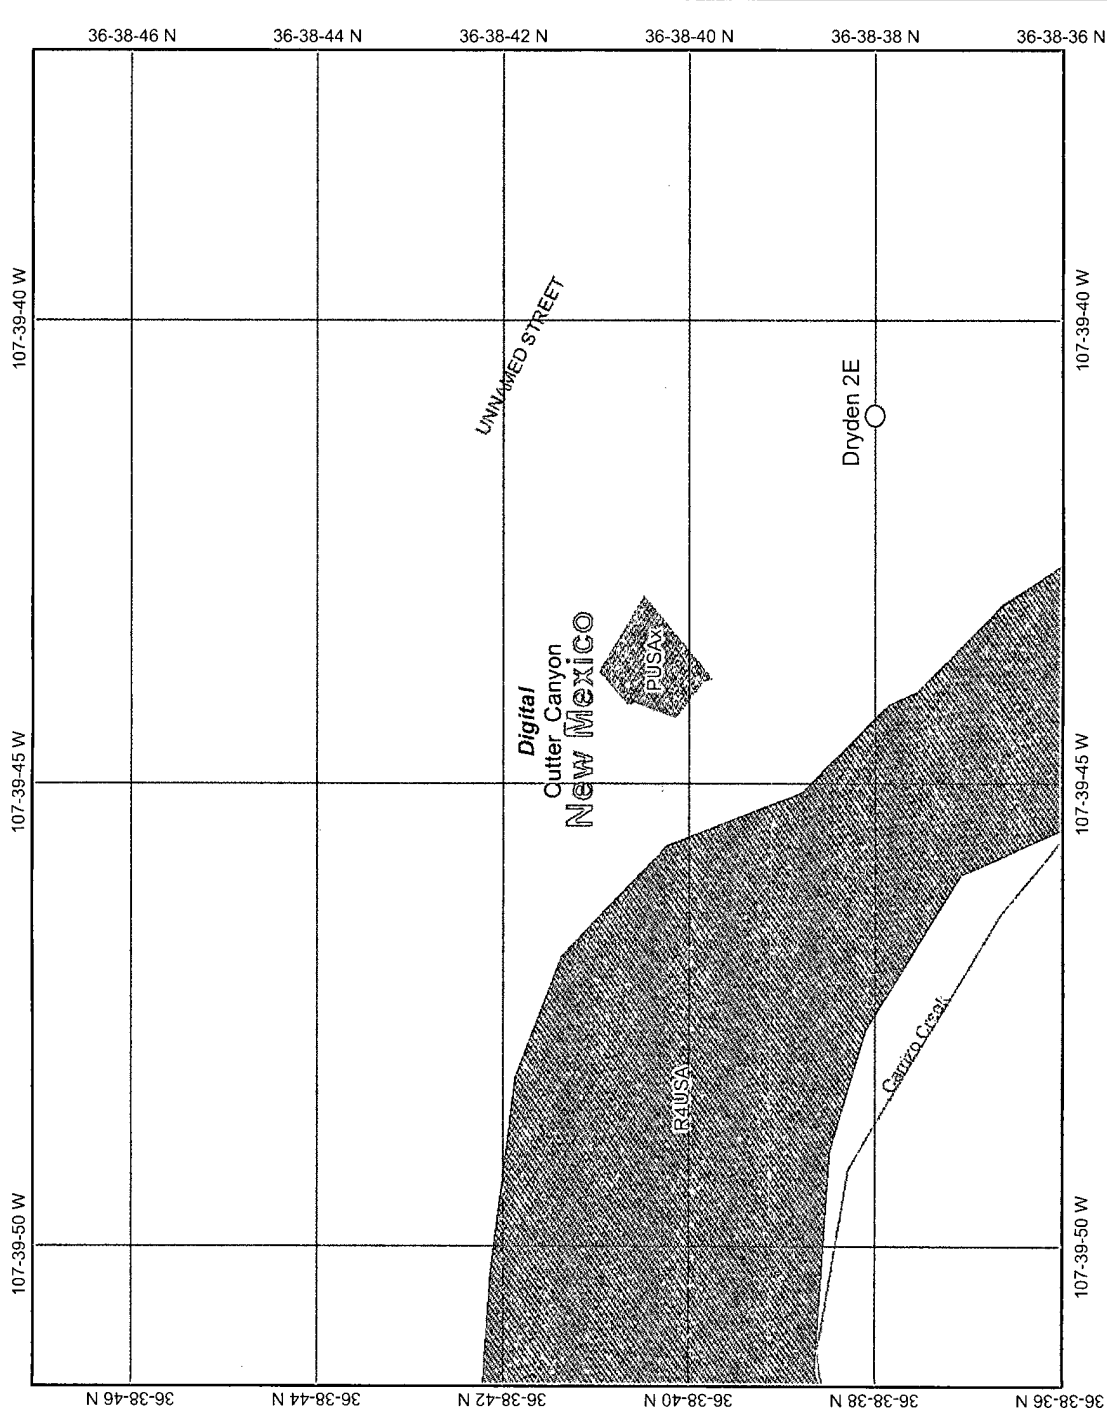 36-38-46 N
36-38-44 N
36-38-42 N
36-38-40 N
36-38-38 N
36-38-36 N
107-39-40 W
107-39-40 W
UNNAMED STREET
Dryden 2E
Digital
Cutter Canyon
New Mexico
PUSAx
107-39-45 W
107-39-45 W
R4USA
Carrizo Creek
107-39-50 W
107-39-50 W
36-38-46 N
36-38-44 N
36-38-42 N
36-38-40 N
36-38-38 N
36-38-36 N